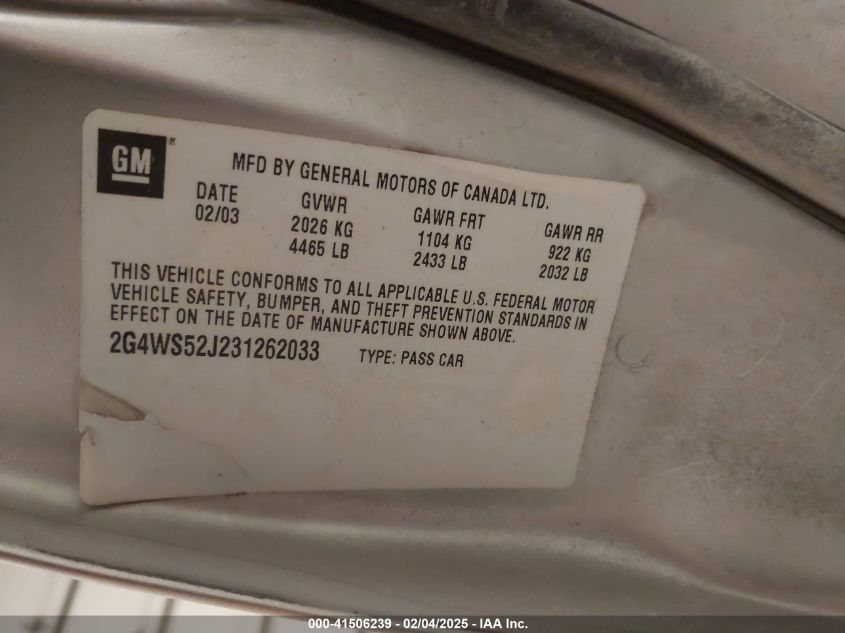 GM®
MFD BY GENERAL MOTORS OF CANADA LTD.
DATE GVWR GAWR FRT GAWR RR
02/03 2026 KG 1104 KG 922 KG
4465 LB 2433 LB 2032 LB
THIS VEHICLE CONFORMS TO ALL APPLICABLE U.S. FEDERAL MOTOR
VEHICLE SAFETY, BUMPER, AND THEFT PREVENTION STANDARDS IN
EFFECT ON THE DATE OF MANUFACTURE SHOWN ABOVE.
2G4WS52J231262033 TYPE: PASS CAR
000-41506239 - 02/04/2025 - IAA Inc.